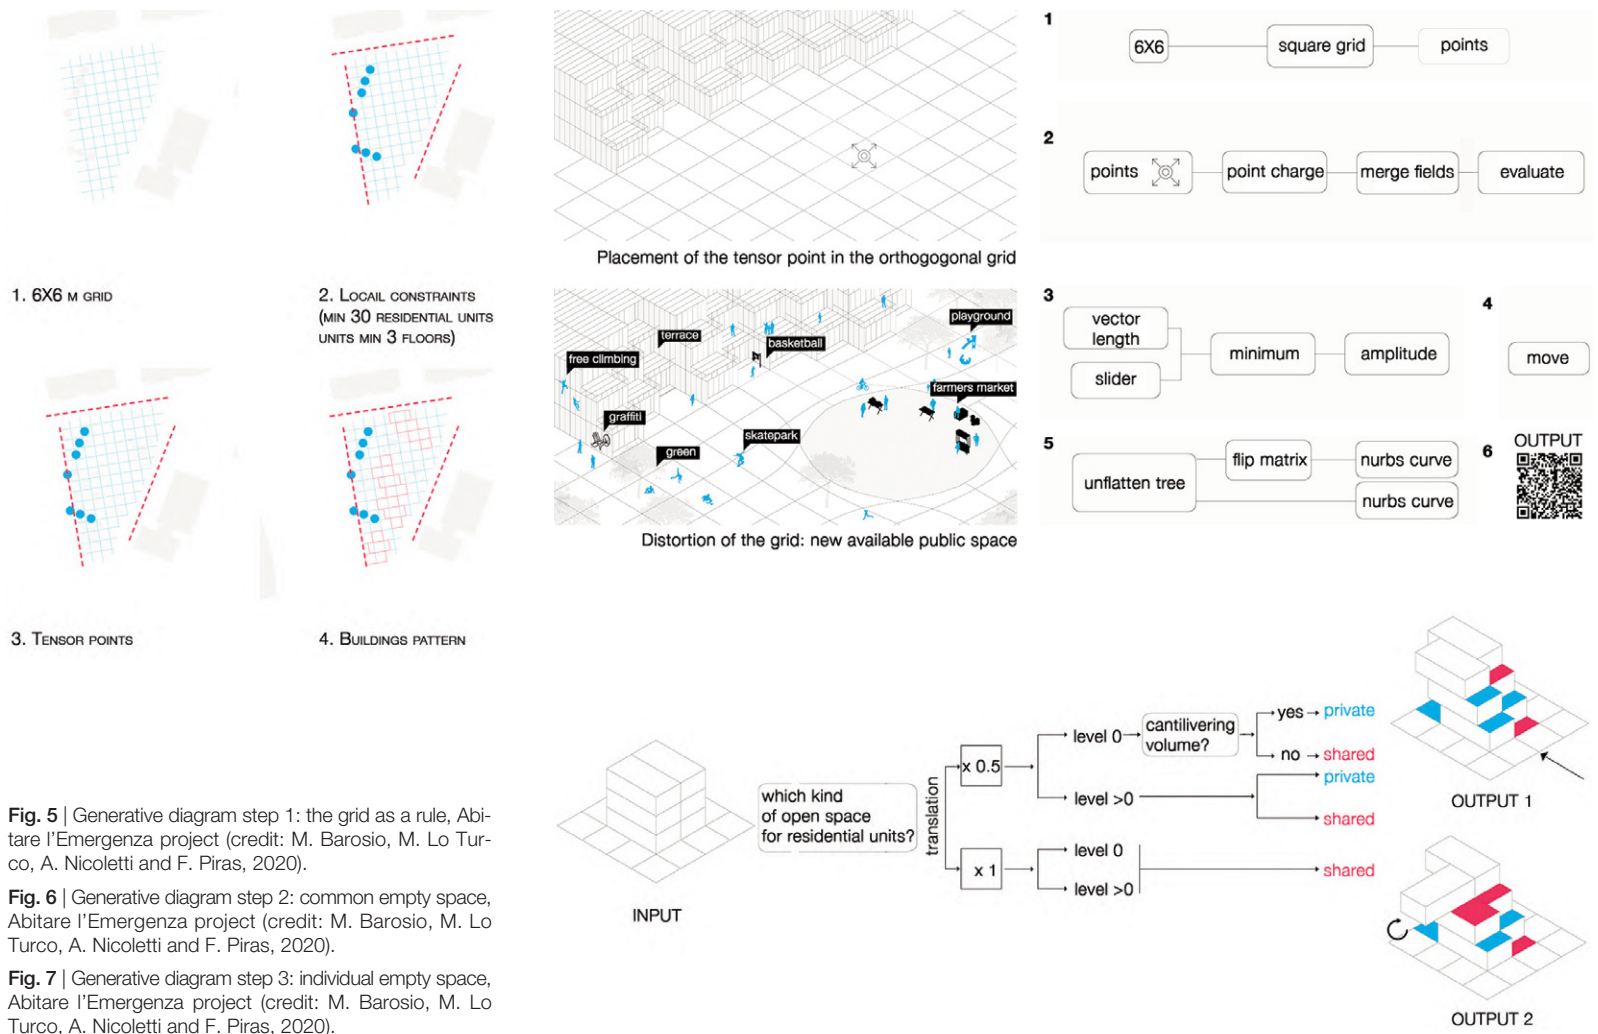 1. 6X6 M GRID
2. LOCAIL CONSTRAINTS
(MIN 30 RESIDENTIAL UNITS
UNITS MIN 3 FLOORS)
3. TENSOR POINTS
4. BUILDINGS PATTERN
Placement of the tensor point in the orthogogonal grid
free climbing
terrace
basketball
playground
farmers market
graffiti
green
skatepark
Distortion of the grid: new available public space
1
6X6
square grid
points
2
points
point charge
merge fields
evaluate
3
vector
length
slider
minimum
amplitude
4
move
5
unflatten tree
flip matrix
nurbs curve
nurbs curve
6
OUTPUT
INPUT
which kind
of open space
for residential units?
translation
x 0.5
level 0
cantilivering
volume?
yes
private
no
shared
level >0
private
shared
x 1
level 0
level >0
shared
OUTPUT 1
OUTPUT 2
Fig. 5 | Generative diagram step 1: the grid as a rule, Abi-
tare l'Emergenza project (credit: M. Barosio, M. Lo Tur-
co, A. Nicoletti and F. Piras, 2020).
Fig. 6 | Generative diagram step 2: common empty space,
Abitare l'Emergenza project (credit: M. Barosio, M. Lo
Turco, A. Nicoletti and F. Piras, 2020).
Fig. 7 | Generative diagram step 3: individual empty space,
Abitare l'Emergenza project (credit: M. Barosio, M. Lo
Turco, A. Nicoletti and F. Piras, 2020).